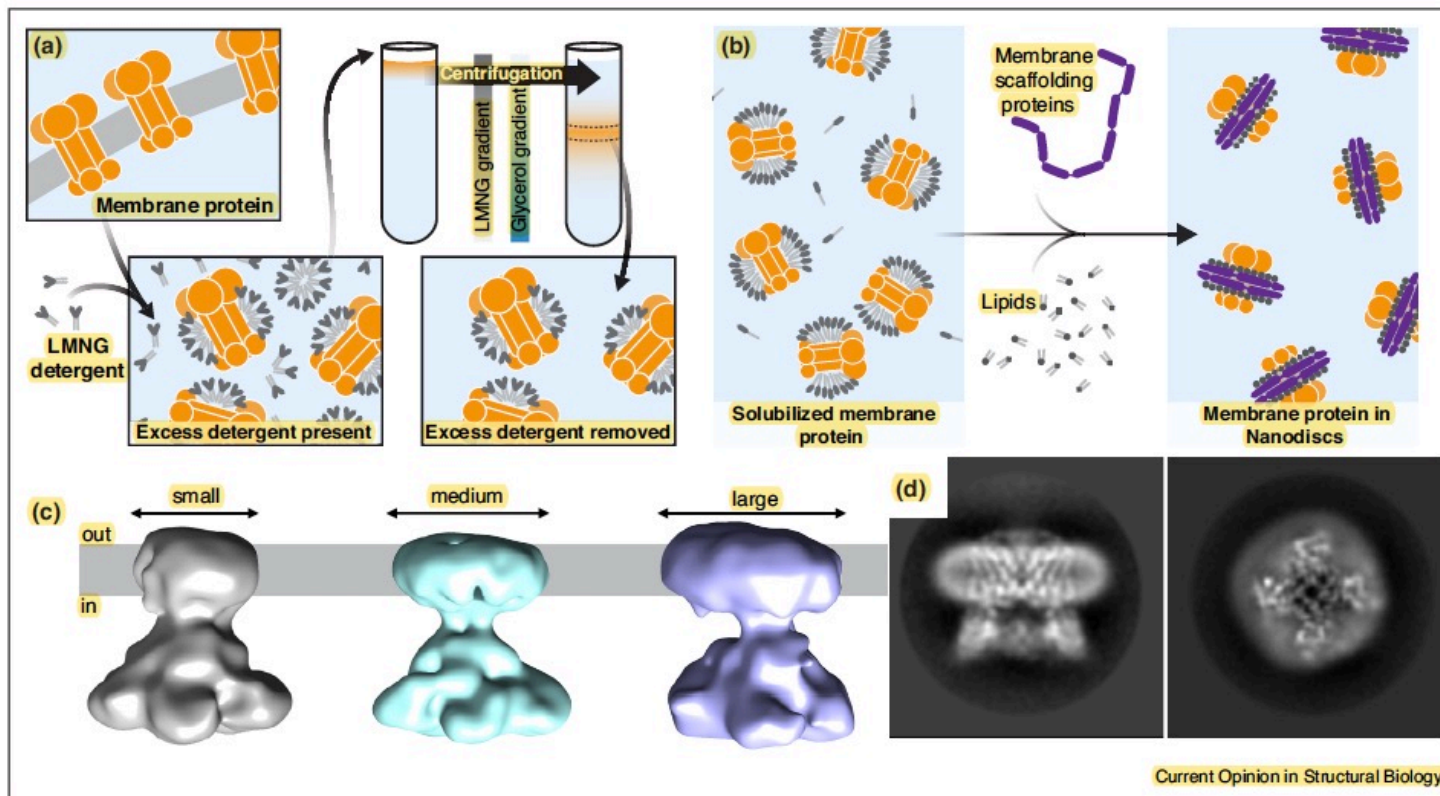 (a)
Membrane protein
LMNG
detergent
Excess detergent present
Centrifugation
LMNG gradient
Glycerol gradient
Excess detergent removed
(b)
Membrane
scaffolding
proteins
Lipids
Solubilized membrane
protein
Membrane protein in
Nanodiscs
(c)
small
medium
large
out
in
(d)
Current Opinion in Structural Biology